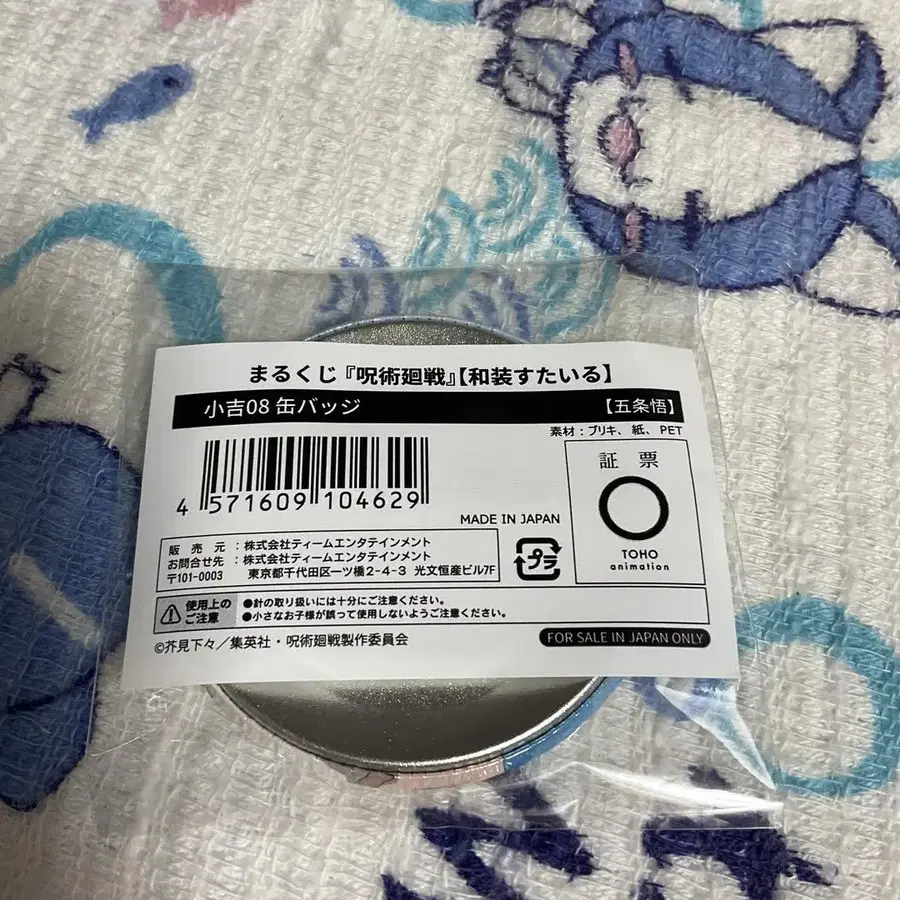 まるくじ『呪術廻戦』【和装すたいる】
小吉08 缶バッジ 【五条悟】
素材：ブリキ、紙、PET
証票
TOHO
animation
4 571609 104629
MADE IN JAPAN
販売元：株式会社ティームエンタテインメント
お問合せ先：株式会社ティームエンタテインメント
〒101-0003 東京都千代田区一ツ橋2-4-3 光文恒産ビル7F
プラ
使用上のご注意
●針の取り扱いには十分にご注意ください。
●小さなお子様が誤って使用しないようご注意ください。
©芥見下々／集英社・呪術廻戦製作委員会
FOR SALE IN JAPAN ONLY